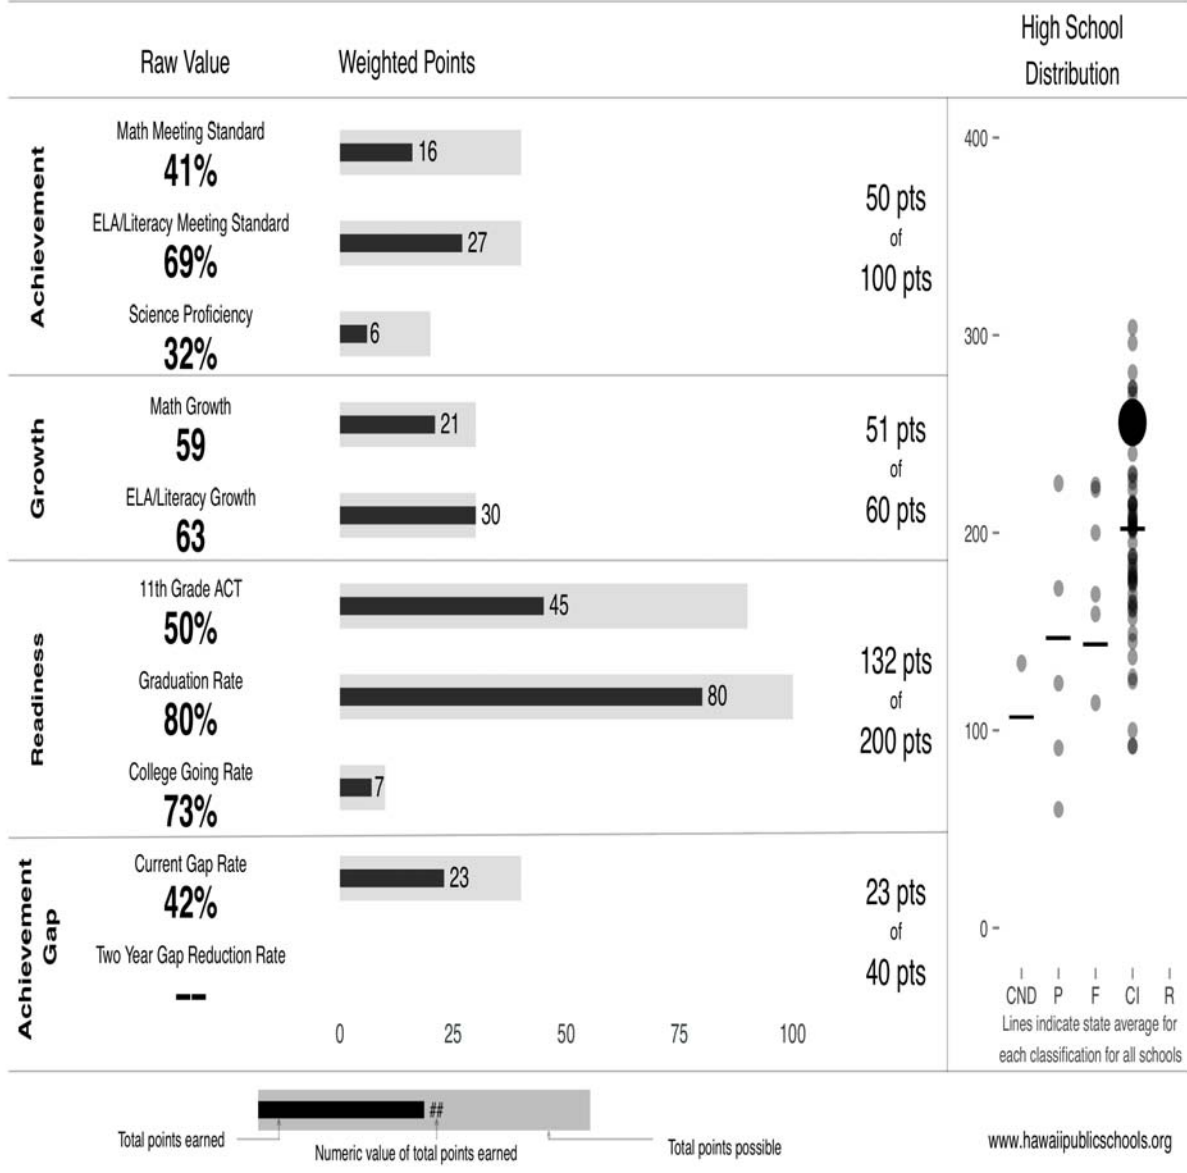 Raw Value
Weighted Points
High School
Distribution
Achievement
Math Meeting Standard
41%
16
ELA/Literacy Meeting Standard
69%
27
Science Proficiency
32%
6
50 pts
of
100 pts
Growth
Math Growth
59
21
ELA/Literacy Growth
63
30
51 pts
of
60 pts
Readiness
11th Grade ACT
50%
45
Graduation Rate
80%
80
College Going Rate
73%
7
132 pts
of
200 pts
Achievement
Gap
Current Gap Rate
42%
23
Two Year Gap Reduction Rate
--
23 pts
of
40 pts
0 25 50 75 100
400
300
200
100
0
CND P F CI R
Lines indicate state average for
each classification for all schools
##
Total points earned
Numeric value of total points earned
Total points possible
www.hawaiipublicschools.org